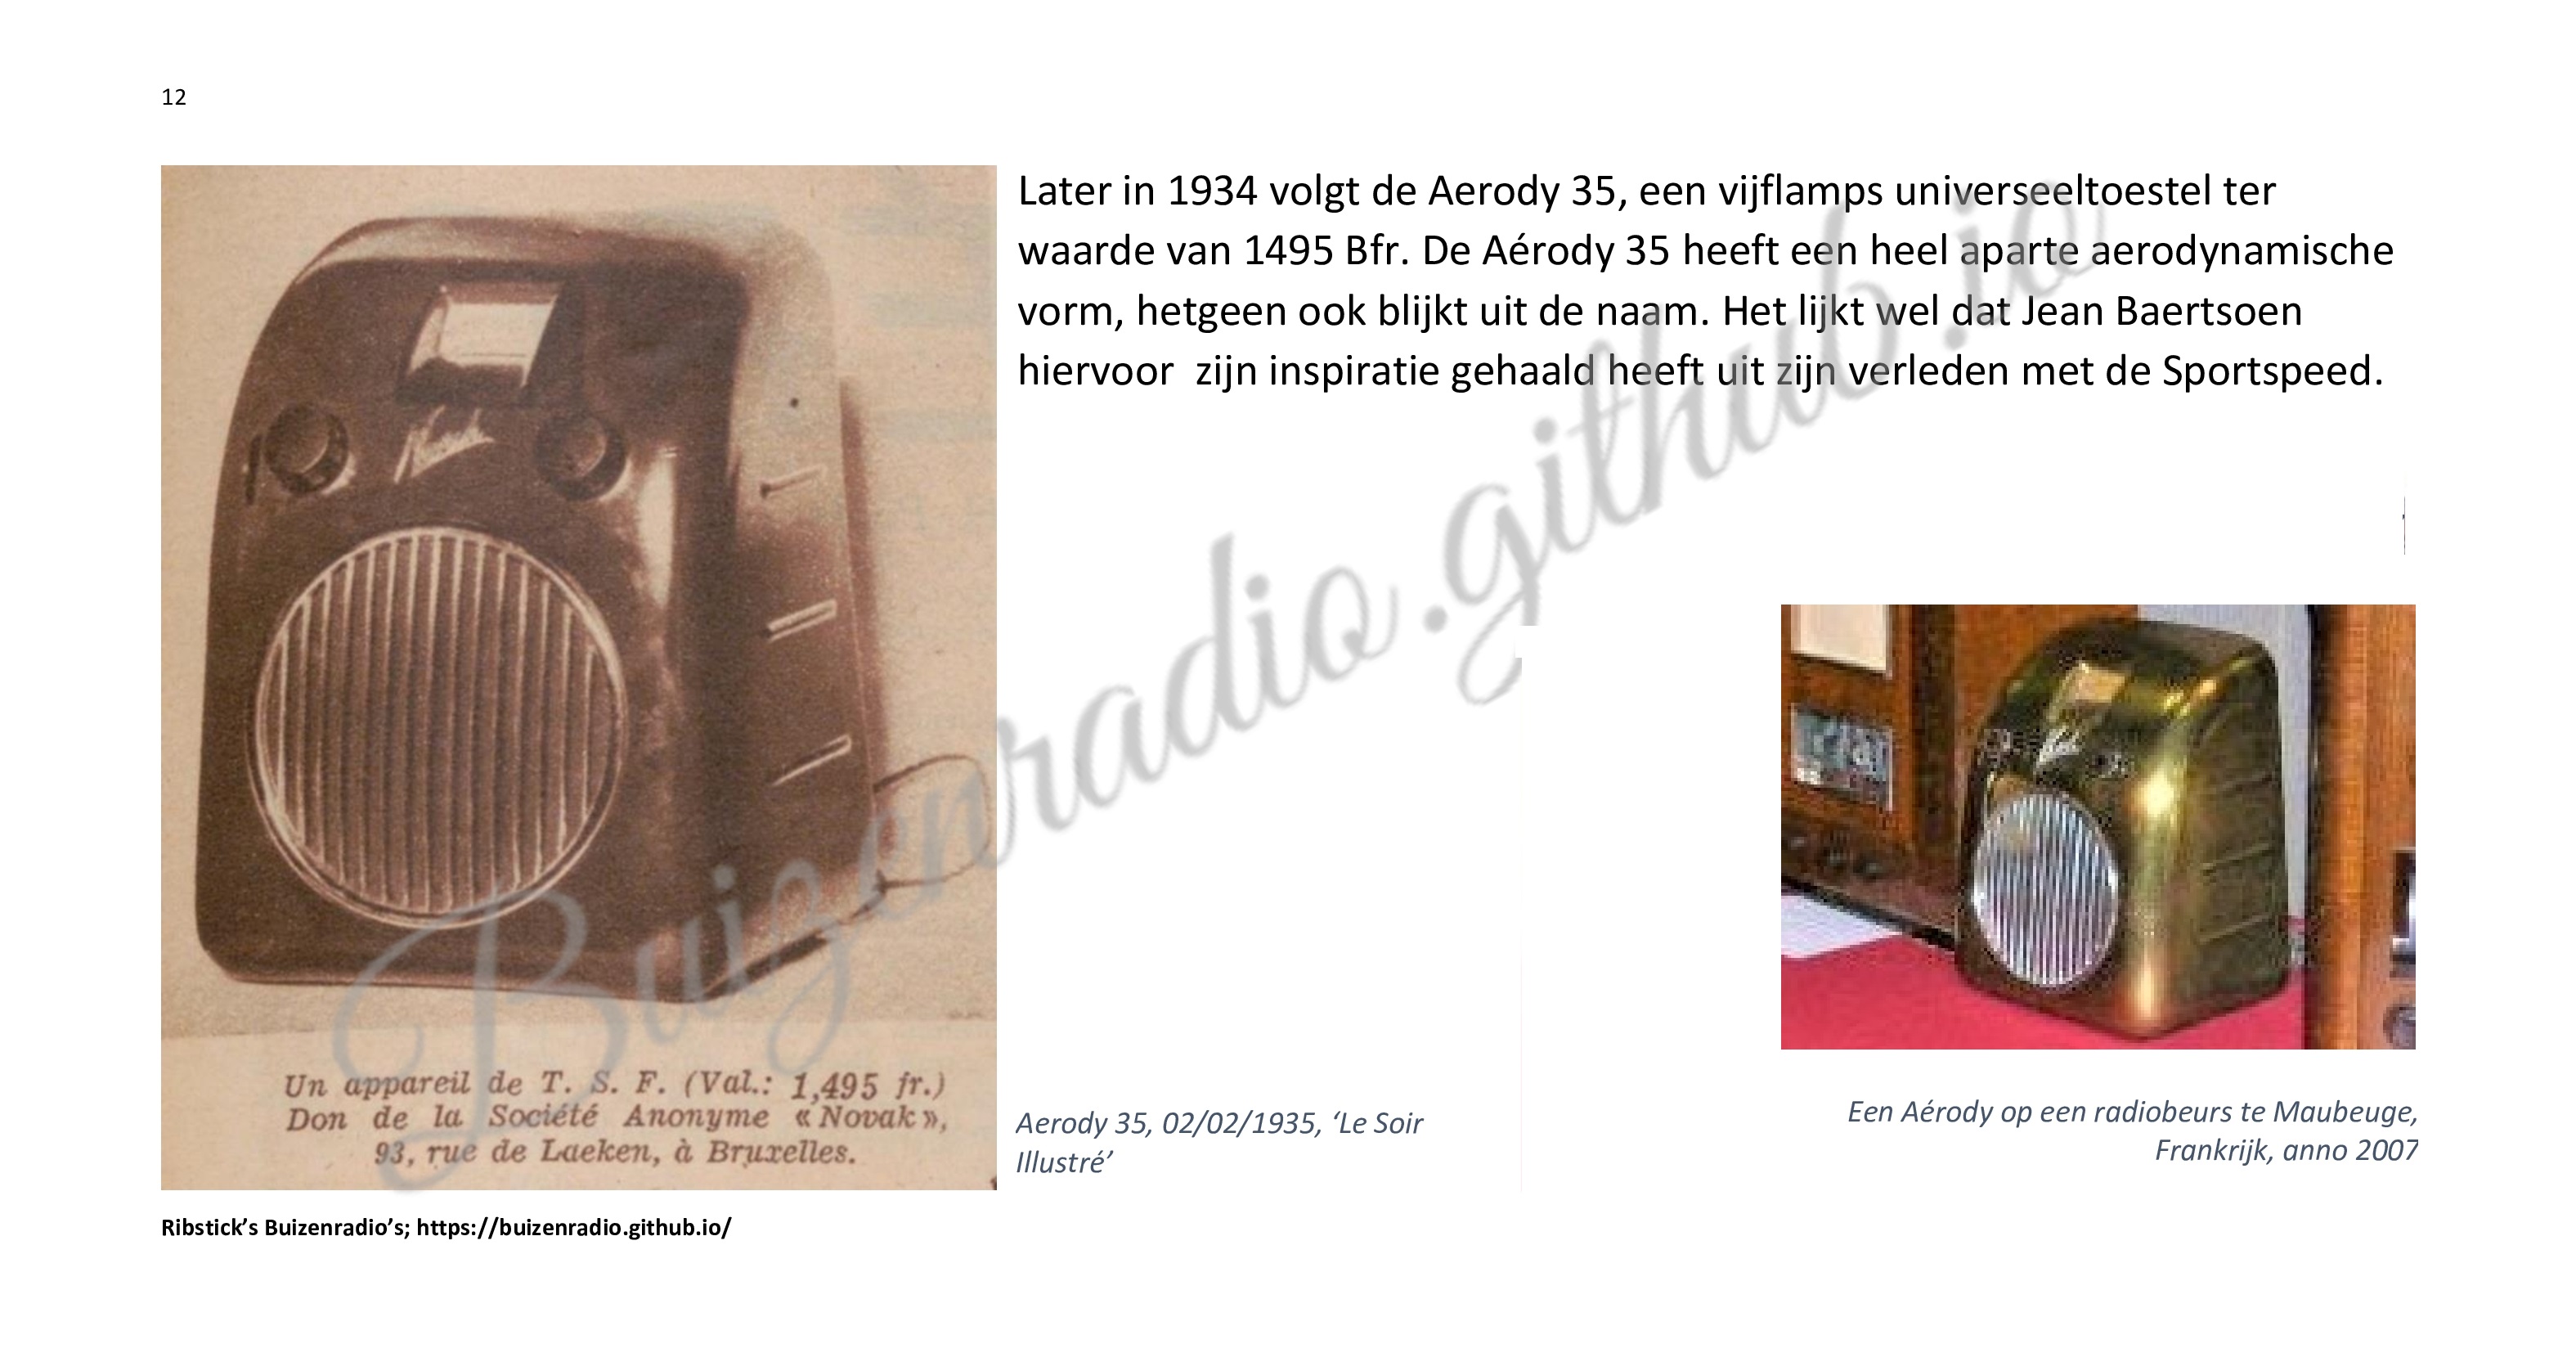 12
Later in 1934 volgt de Aerody 35, een vijflamps universeeltoestel ter
waarde van 1495 Bfr. De Aérody 35 heeft een heel aparte aerodynamische
vorm, hetgeen ook blijkt uit de naam. Het lijkt wel dat Jean Baertsoen
hiervoor  zijn inspiratie gehaald heeft uit zijn verleden met de Sportspeed.
Novak
Un appareil de T. S. F. (Val.: 1,495 fr.)
Don de la Société Anonyme « Novak »,
93, rue de Laeken, à Bruxelles.
Aerody 35, 02/02/1935, ‘Le Soir
Illustré’
Een Aérody op een radiobeurs te Maubeuge,
Frankrijk, anno 2007
Buizenradio.github.io
Ribstick’s Buizenradio’s; https://buizenradio.github.io/